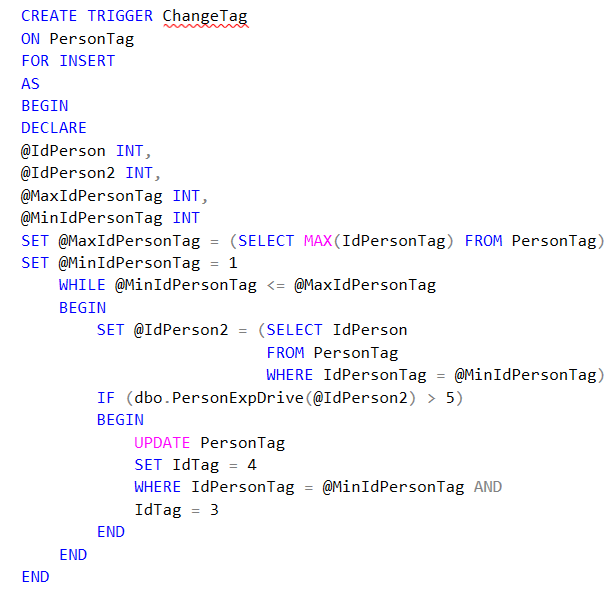 CREATE TRIGGER ChangeTag
ON PersonTag
FOR INSERT
AS
BEGIN
DECLARE
@IdPerson INT,
@IdPerson2 INT,
@MaxIdPersonTag INT,
@MinIdPersonTag INT
SET @MaxIdPersonTag = (SELECT MAX(IdPersonTag) FROM PersonTag)
SET @MinIdPersonTag = 1
    WHILE @MinIdPersonTag <= @MaxIdPersonTag
    BEGIN
        SET @IdPerson2 = (SELECT IdPerson
                          FROM PersonTag
                          WHERE IdPersonTag = @MinIdPersonTag)
        IF (dbo.PersonExpDrive(@IdPerson2) > 5)
        BEGIN
            UPDATE PersonTag
            SET IdTag = 4
            WHERE IdPersonTag = @MinIdPersonTag AND
            IdTag = 3
        END
    END
END